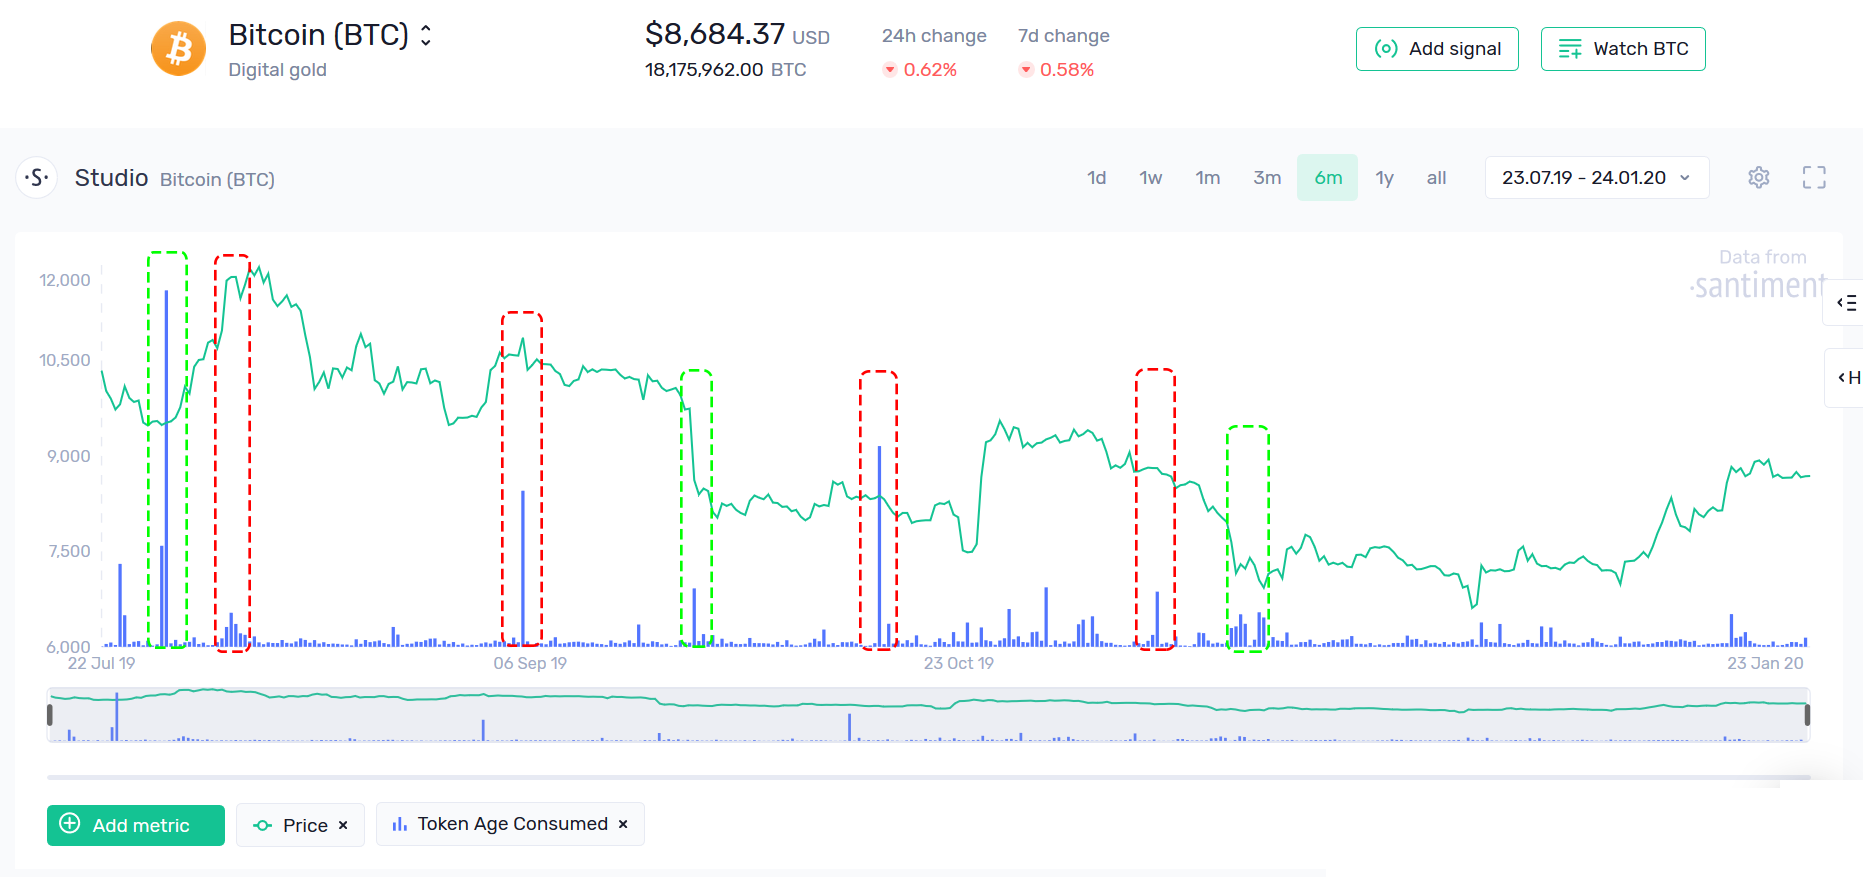 Bitcoin (BTC)
Digital gold
$8,684.37 USD
18,175,962.00 BTC
24h change
0.62%
7d change
0.58%
Add signal
Watch BTC
·S· Studio Bitcoin (BTC)
1d 1w 1m 3m 6m 1y all
23.07.19 - 24.01.20
Data from
·santiment
12,000
10,500
9,000
7,500
6,000
22 Jul 19 06 Sep 19 23 Oct 19 23 Jan 20
H
Add metric
Price ×
Token Age Consumed ×